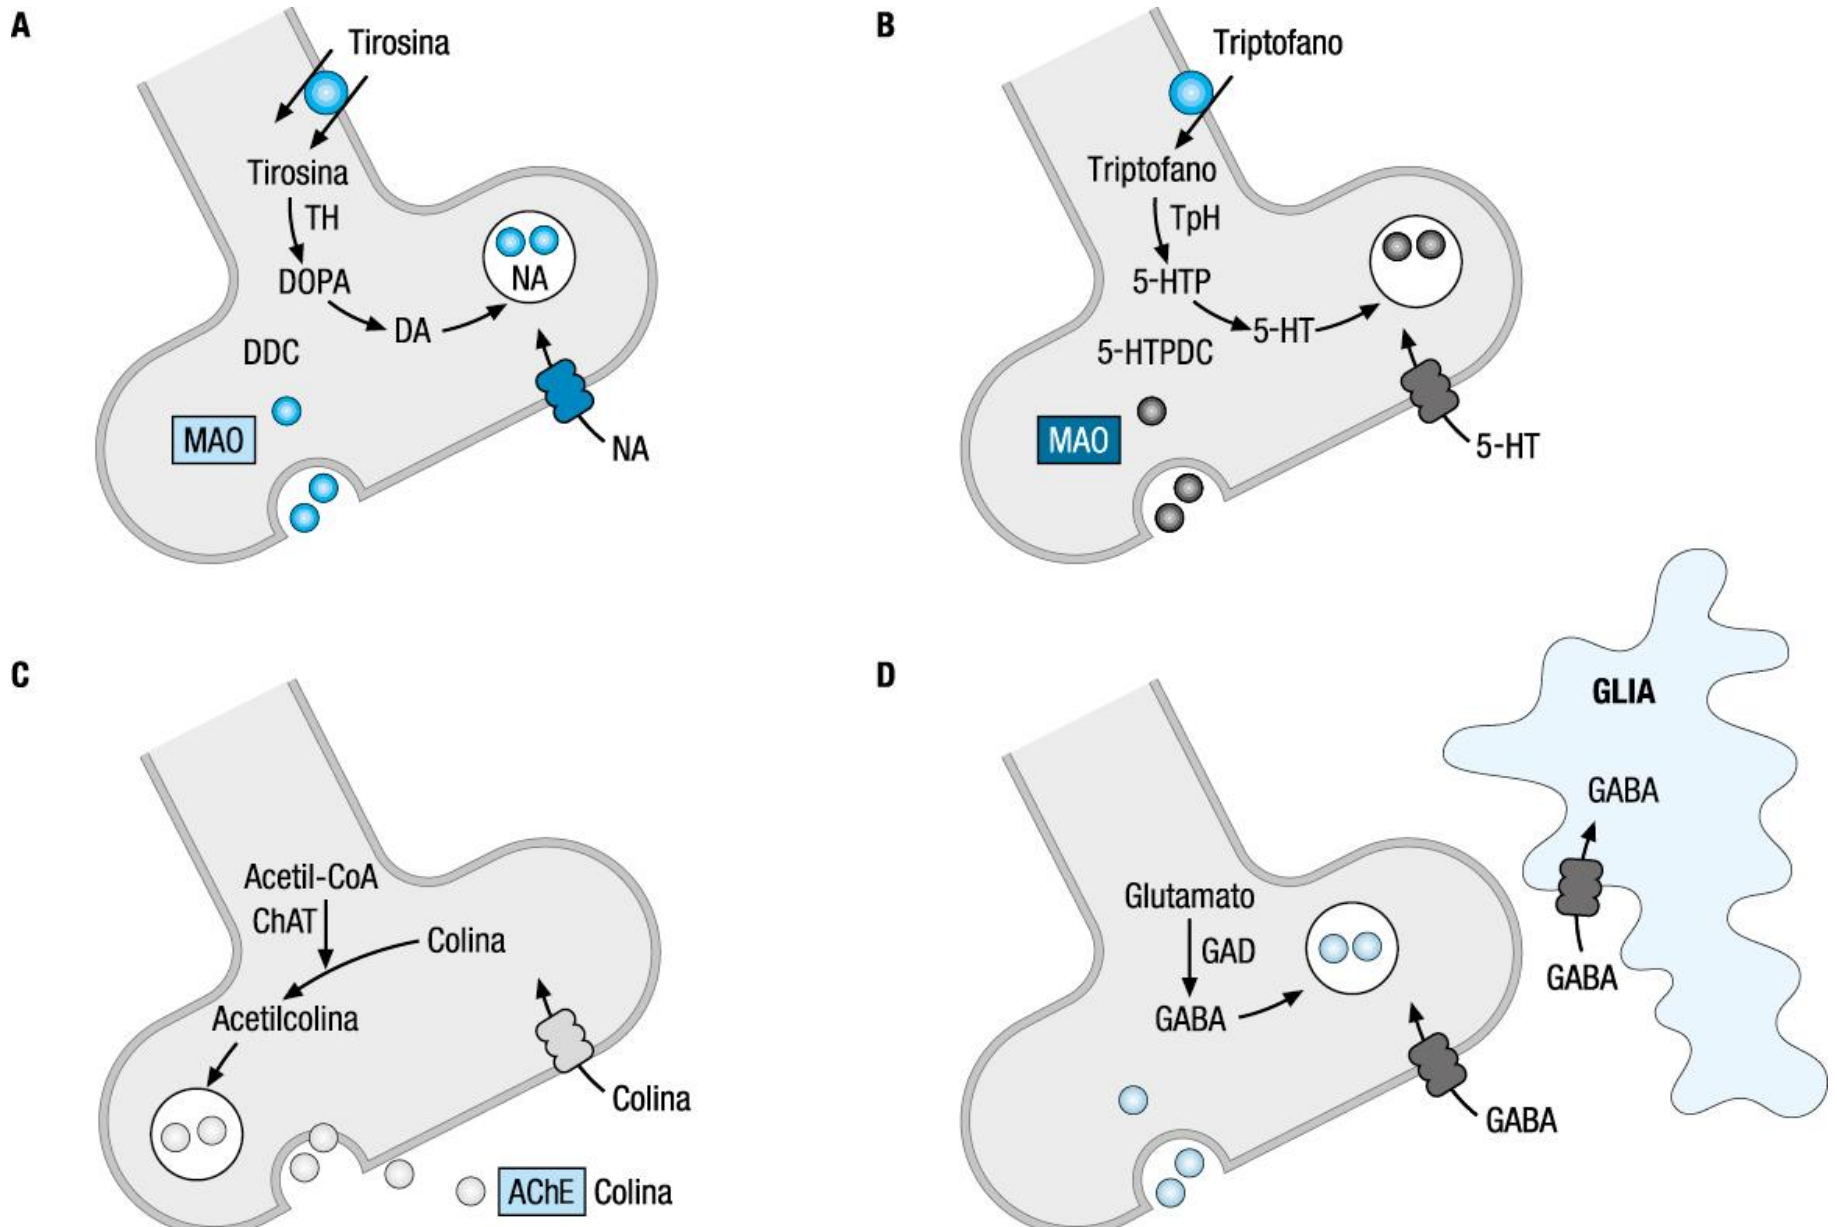 A
Tirosina
Tirosina
TH
DOPA
DA
NA
DDC
MAO
NA
B
Triptofano
Triptofano
TpH
5-HTP
5-HT
5-HTPDC
MAO
5-HT
C
Acetil-CoA
ChAT
Colina
Acetilcolina
Colina
AChE Colina
D
GLIA
GABA
Glutamato
GAD
GABA
GABA
GABA